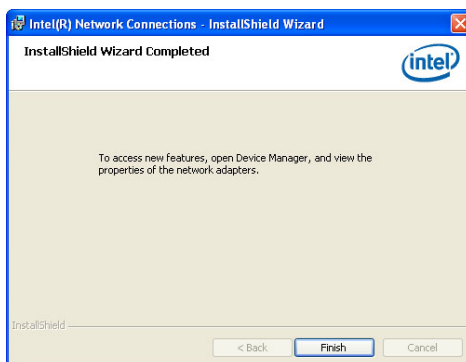 Intel(R) Network Connections - InstallShield Wizard
InstallShield Wizard Completed
intel
To access new features, open Device Manager, and view the
properties of the network adapters.
InstallShield
< Back
Finish
Cancel